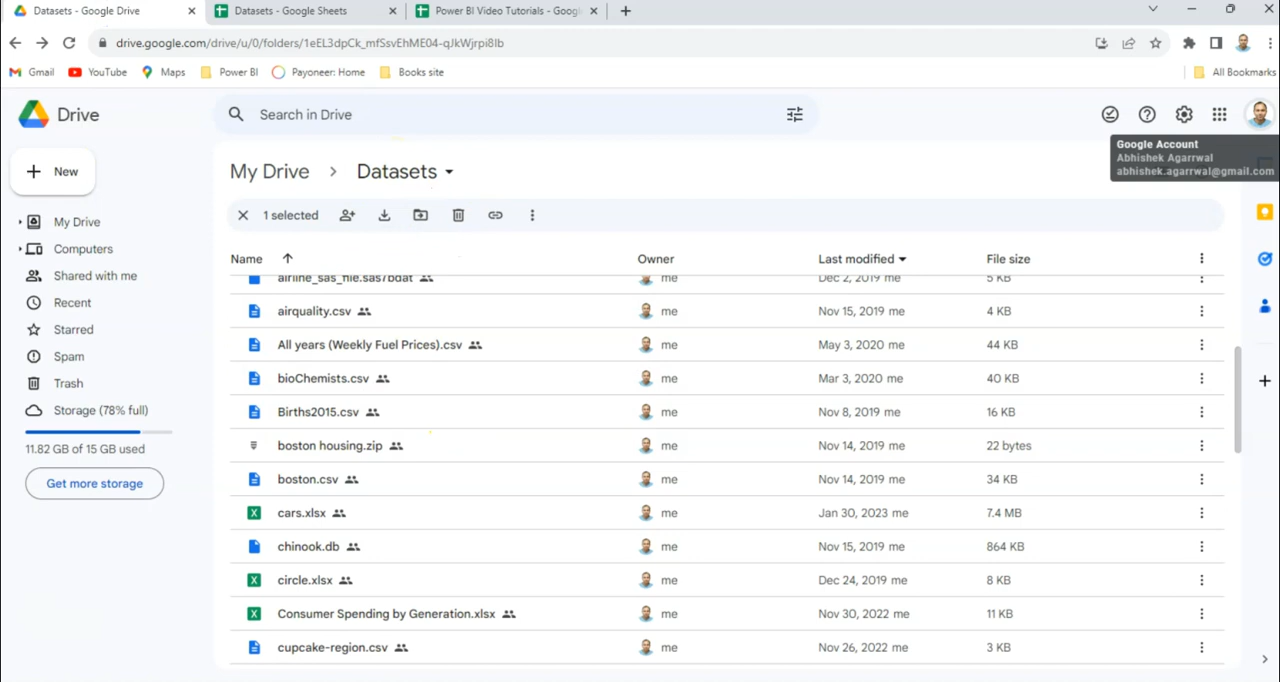 Datasets - Google Drive
Datasets - Google Sheets
Power BI Video Tutorials - Goog
drive.google.com/drive/u/0/folders/1eEL3dpCk_mfSsvEhME04-qJkWjrpi8Ib
Gmail YouTube Maps Power BI Payoneer: Home Books site All Bookmarks
Drive
Search in Drive
Google Account
Abhishek Agarrwal
abhishek.agarrwal@gmail.com
New
My Drive > Datasets
1 selected
My Drive
Computers
Shared with me
Recent
Starred
Spam
Trash
Storage (78% full)
11.82 GB of 15 GB used
Get more storage
Name Owner Last modified File size
airline_sas_file.sas7bdat me Dec 2, 2019 me 5 KB
airquality.csv me Nov 15, 2019 me 4 KB
All years (Weekly Fuel Prices).csv me May 3, 2020 me 44 KB
bioChemists.csv me Mar 3, 2020 me 40 KB
Births2015.csv me Nov 8, 2019 me 16 KB
boston housing.zip me Nov 14, 2019 me 22 bytes
boston.csv me Nov 14, 2019 me 34 KB
cars.xlsx me Jan 30, 2023 me 7.4 MB
chinook.db me Nov 15, 2019 me 864 KB
circle.xlsx me Dec 24, 2019 me 8 KB
Consumer Spending by Generation.xlsx me Nov 30, 2022 me 11 KB
cupcake-region.csv me Nov 26, 2022 me 3 KB